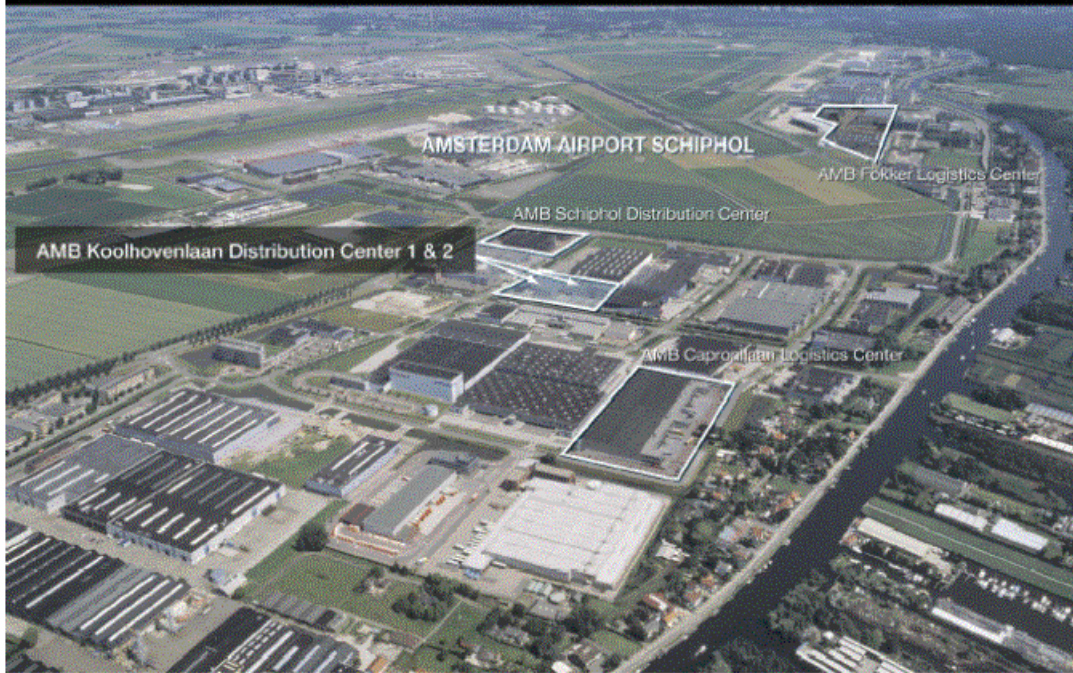 AMSTERDAM AIRPORT SCHIPHOL
AMB Fokker Logistics Center
AMB Schiphol Distribution Center
AMB Koolhovenlaan Distribution Center 1 & 2
AMB Capronilaan Logistics Center